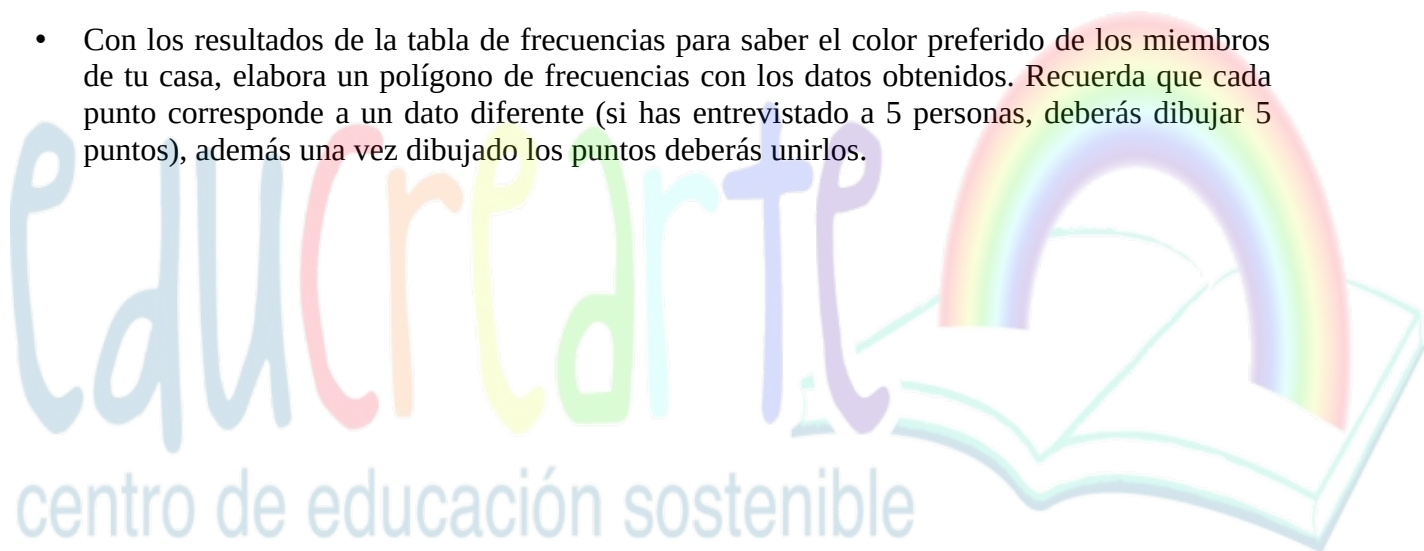 • Con los resultados de la tabla de frecuencias para saber el color preferido de los miembros
de tu casa, elabora un polígono de frecuencias con los datos obtenidos. Recuerda que cada
punto corresponde a un dato diferente (si has entrevistado a 5 personas, deberás dibujar 5
puntos), además una vez dibujado los puntos deberás unirlos.
educrearte
centro de educación sostenible